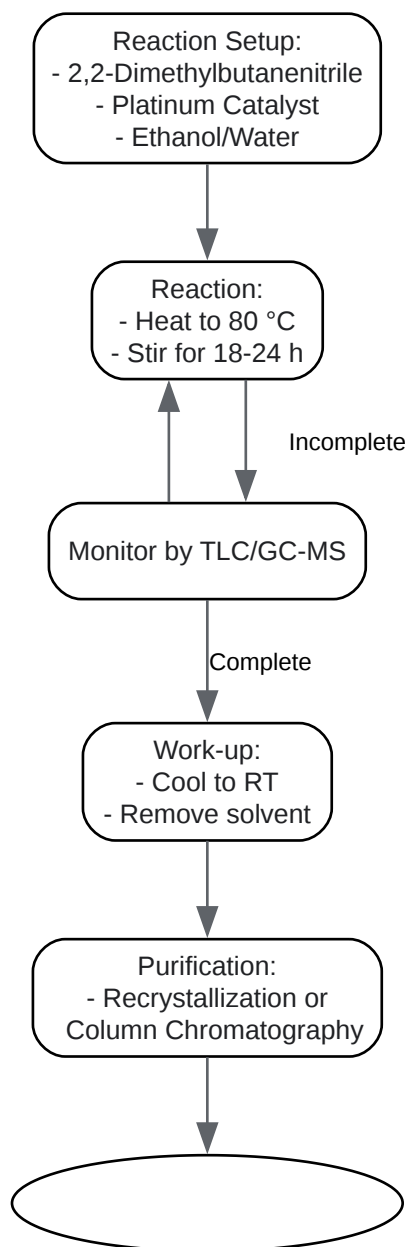 Reaction Setup:
- 2,2-Dimethylbutanenitrile
- Platinum Catalyst
- Ethanol/Water
Reaction:
- Heat to 80 °C
- Stir for 18-24 h
Incomplete
Monitor by TLC/GC-MS
Complete
Work-up:
- Cool to RT
- Remove solvent
Purification:
- Recrystallization or
Column Chromatography